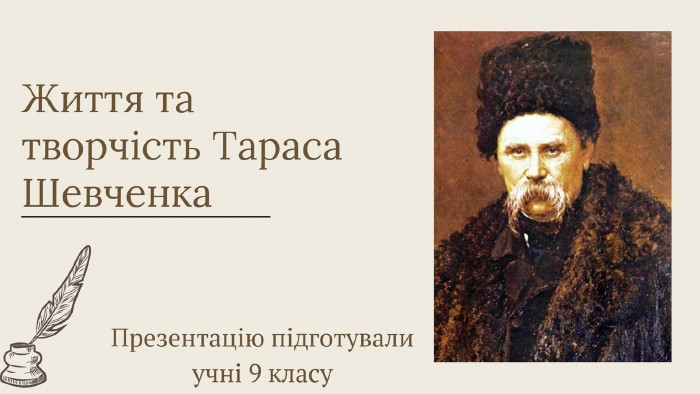 Життя та
творчість Тараса
Шевченка
Презентацію підготували
учні 9 класу